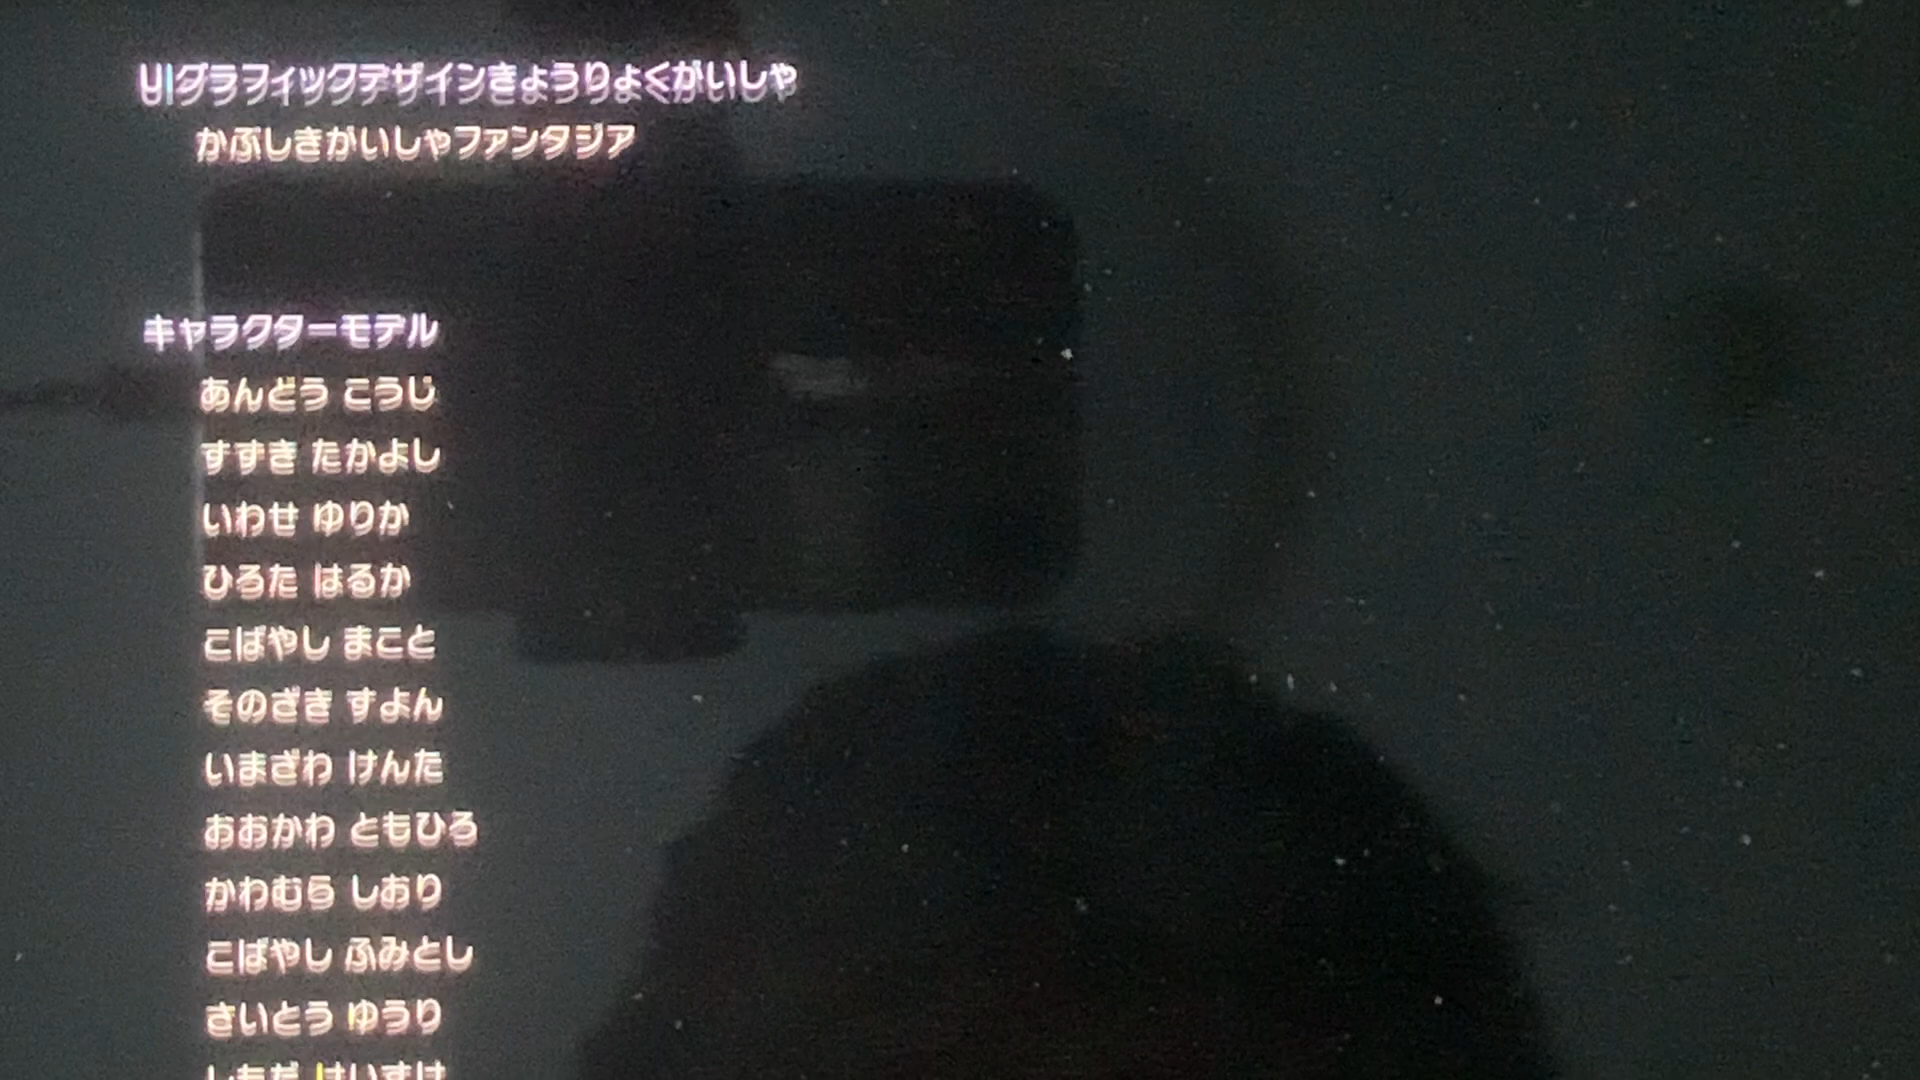 UIグラフィックデザインきょうりょくがいしゃ
かぶしきがいしゃファンタジア
キャラクターモデル
あんどう こうじ
すずき たかよし
いわせ ゆりか
ひろた はるか
こばやし まこと
そのざき すよん
いまざわ けんた
おおかわ ともひろ
かわむら しおり
こばやし ふみとし
さいとう ゆうり